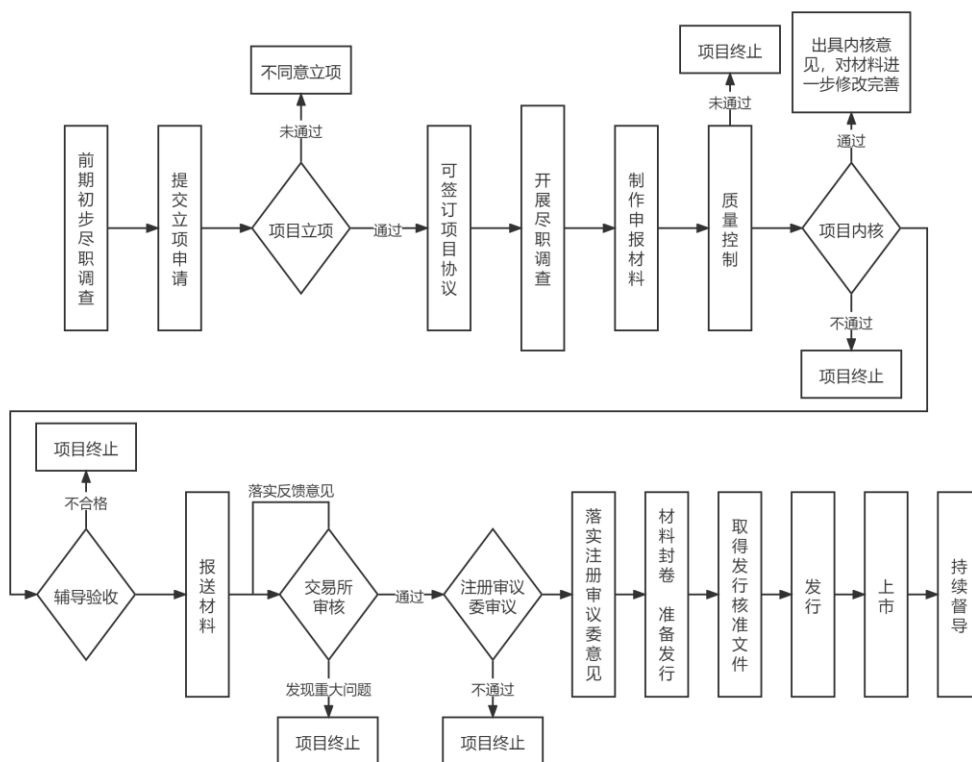 不同意立项
项目终止
出具内核意
见，对材料进
一步修改完善
未通过
未通过
通过
前期初步尽职调查
提交立项申请
项目立项
通过
可签订项目协议
开展尽职调查
制作申报材料
质量控制
项目内核
不通过
项目终止
项目终止
不合格
落实反馈意见
辅导验收
报送材料
交易所
审核
通过
注册审议
委审议
落实注册审议委意见
材料封卷 准备发行
取得发行核准文件
发行
上市
持续督导
发现重大问题
不通过
项目终止
项目终止